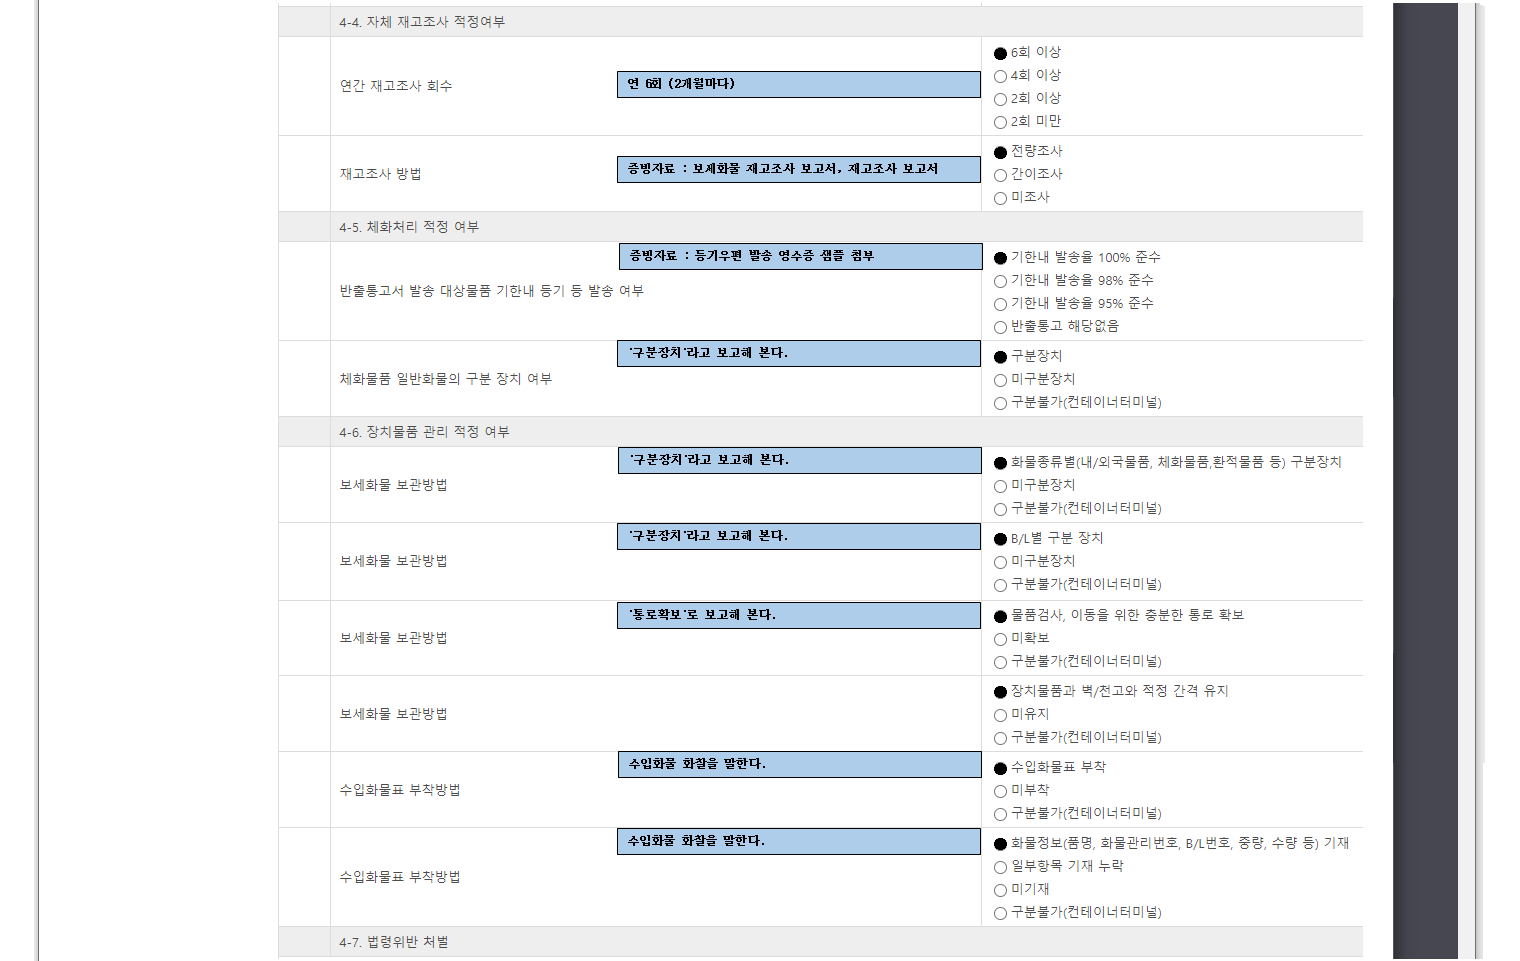 4-4. 자체 재고조사 적정여부
연간 재고조사 회수
연 6회 (2개월마다)
6회 이상
4회 이상
2회 이상
2회 미만
재고조사 방법
증빙자료 : 보세화물 재고조사 보고서, 재고조사 보고서
전량조사
간이조사
미조사
4-5. 체화처리 적정 여부
반출통고서 발송 대상물품 기한내 등기 등 발송 여부
증빙자료 : 등기우편 발송 영수증 샘플 첨부
기한내 발송율 100% 준수
기한내 발송율 98% 준수
기한내 발송율 95% 준수
반출통고 해당없음
체화물품 일반화물의 구분 장치 여부
'구분장치'라고 보고해 본다.
구분장치
미구분장치
구분불가(컨테이너터미널)
4-6. 장치물품 관리 적정 여부
보세화물 보관방법
'구분장치'라고 보고해 본다.
화물종류별(내/외국물품, 체화물품,환적물품 등) 구분장치
미구분장치
구분불가(컨테이너터미널)
보세화물 보관방법
'구분장치'라고 보고해 본다.
B/L별 구분 장치
미구분장치
구분불가(컨테이너터미널)
보세화물 보관방법
'통로확보'로 보고해 본다.
물품검사, 이동을 위한 충분한 통로 확보
미확보
구분불가(컨테이너터미널)
보세화물 보관방법
장치물품과 벽/천고와 적정 간격 유지
미유지
구분불가(컨테이너터미널)
수입화물표 부착방법
수입화물 화찰을 말한다.
수입화물표 부착
미부착
구분불가(컨테이너터미널)
수입화물표 부착방법
수입화물 화찰을 말한다.
화물정보(품명, 화물관리번호, B/L번호, 중량, 수량 등) 기재
일부항목 기재 누락
미기재
구분불가(컨테이너터미널)
4-7. 법령위반 처벌